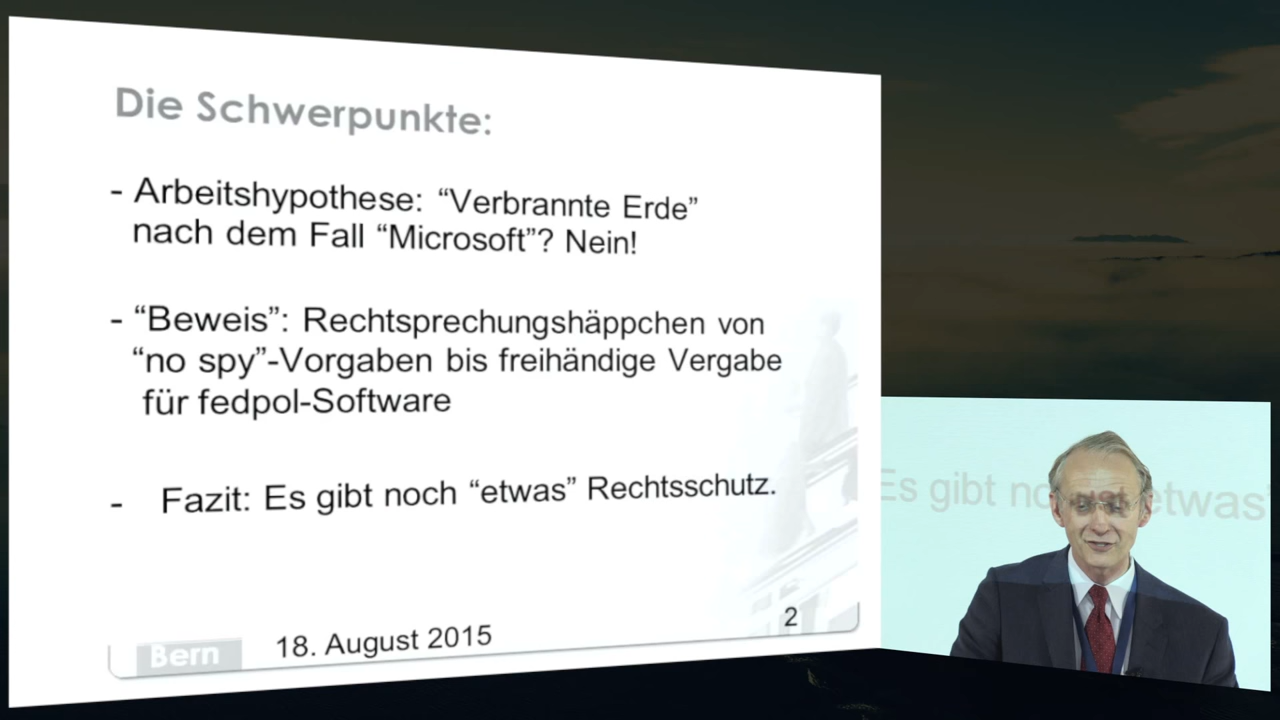 Die Schwerpunkte:
- Arbeitshypothese: “Verbrannte Erde”
nach dem Fall “Microsoft”? Nein!
- “Beweis”: Rechtsprechungshäppchen von
“no spy”-Vorgaben bis freihändige Vergabe
für fedpol-Software
- Fazit: Es gibt noch “etwas” Rechtsschutz.
Bern
18. August 2015
2
Es gibt no etwas”